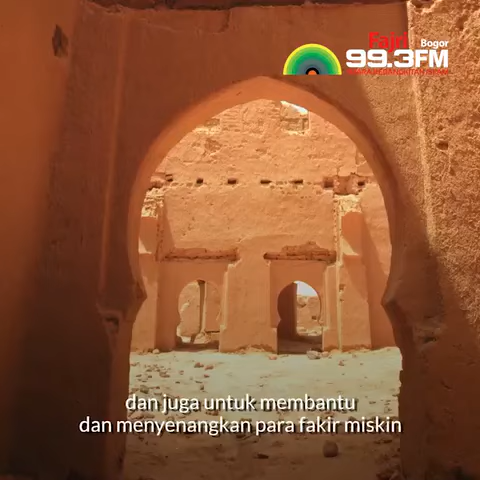 Fajri Bogor
99.3FM
dan juga untuk membantu
dan menyenangkan para fakir miskin